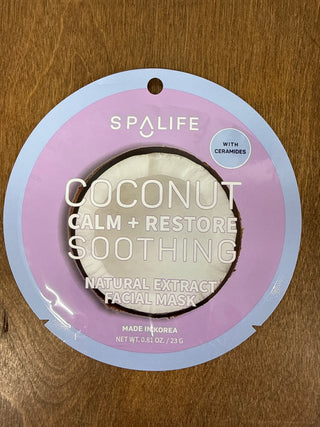 SPALIFE
WITH
CERAMIDES
COCONUT
CALM + RESTORE
SOOTHING
NATURAL EXTRACT
FACIAL MASK
MADE IN KOREA
NET WT. 0.81 OZ. / 23 G